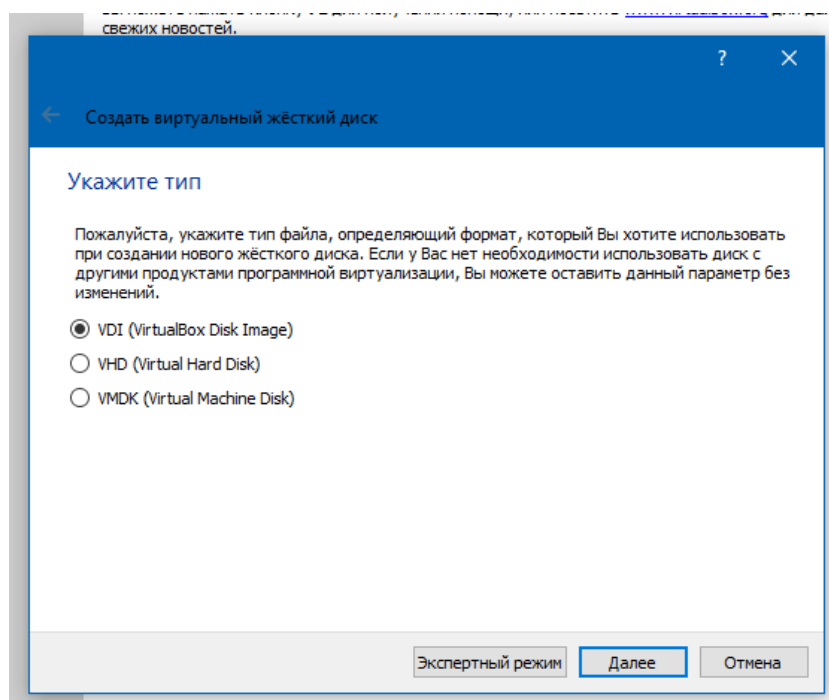 свежих новостей.
?
Создать виртуальный жёсткий диск
Укажите тип
Пожалуйста, укажите тип файла, определяющий формат, который Вы хотите использовать
при создании нового жёсткого диска. Если у Вас нет необходимости использовать диск с
другими продуктами программной виртуализации, Вы можете оставить данный параметр без
изменений.
VDI (VirtualBox Disk Image)
VHD (Virtual Hard Disk)
VMDK (Virtual Machine Disk)
Экспертный режим Далее Отмена